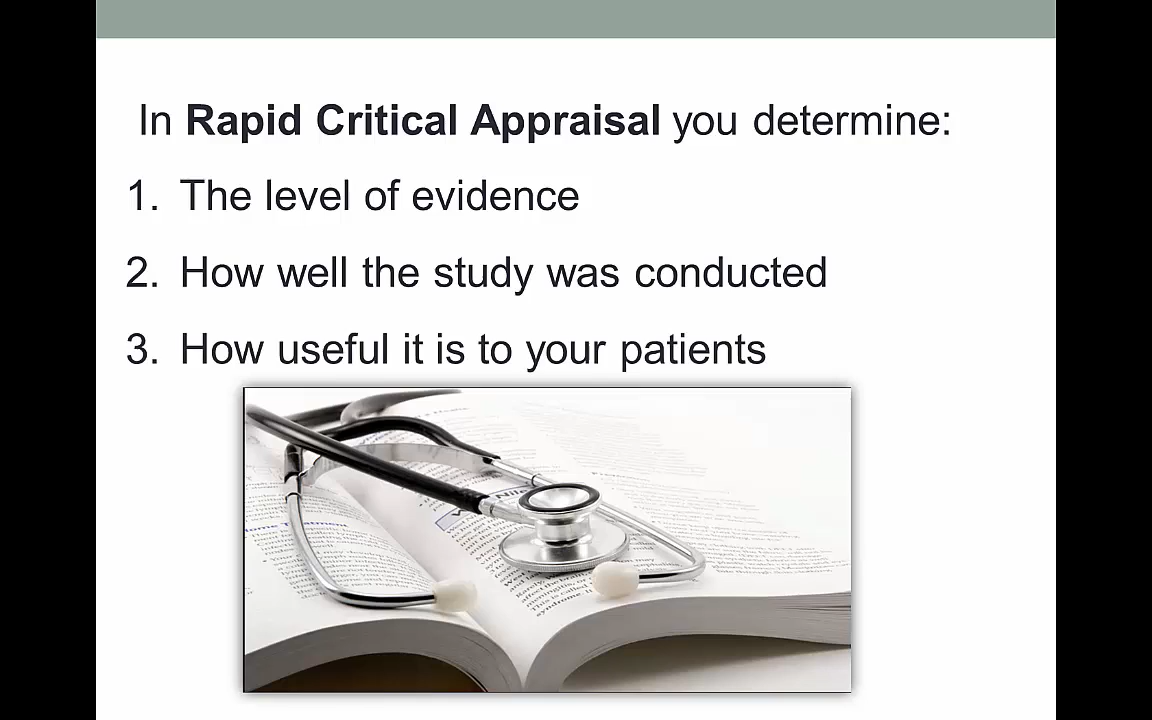 In Rapid Critical Appraisal you determine:
1. The level of evidence
2. How well the study was conducted
3. How useful it is to your patients